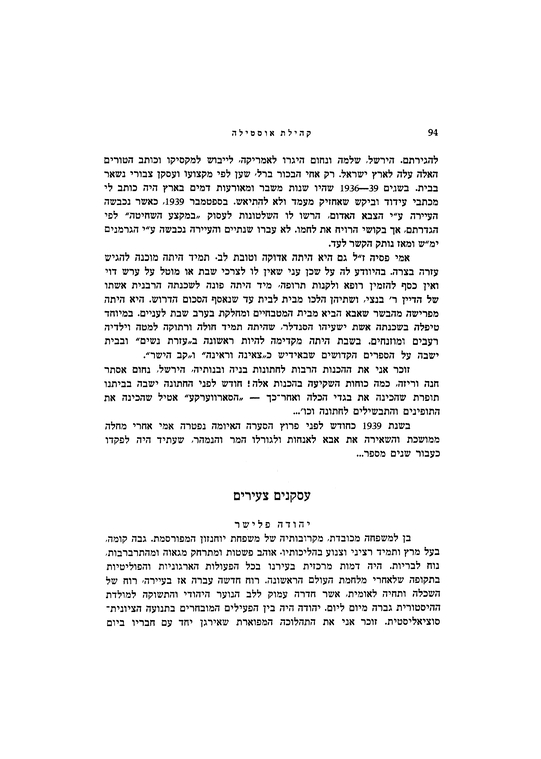 94
קהילת אוסטילה
להגירתם. הירשל, שלמה ונחום היגרו לאמריקה, לייבוש למקסיקו וכותב הטורים
האלה עלה לארץ ישראל. רק אחי הבכור ברל, שען לפי מקצועו ועסקן צבורי נשאר
בבית. בשנים 39—1936 שהיו שנות משבר ומאורעות דמים בארץ היה כותב לי
מכתבי עידוד וביקש שאחזיק מעמד ולא להתיאש. בספטמבר 1939, כאשר נכבשה
העיירה ע״י הצבא האדום, הרשו לו השלטונות לעסוק „במקצע השחיטה״ לפי
הגדרתם, אך בקושי הרויח את לחמו. לא עברו שנתיים והעיירה נכבשה ע״י הגרמנים
ימ״ש ומאז נותק הקשר לעד.
אמי פסיה ז״ל גם היא היתה אדוקה וטובת לב. תמיד היתה מוכנה להגיש
עזרה בצרה. בהיוודע לה על שכן עני שאין לו לצרכי שבת או מוטל על ערש דוי
ואין כסף להזמין רופא ולקנות תרופה, מיד היתה פונה לשכנתה הרבנית אשתו
של הדיין ר׳ בנצי, ושתיהן הלכו מבית לבית עד שנאסף הסכום הדרוש. היא היתה
מפרישה מהבשר שאבא הביא מבית המטבחיים ומחלקת בערב שבת לעניים. במיוחד
טיפלה בשכנתה אשת ישעיהו הסנדלר, שהיתה תמיד חולה ורתוקה למטה וילדיה
רעבים ומוזנחים. בשבת היתה מקדימה להיות ראשונה ב„עזרת נשים״ ובבית
ישבה על הספרים הקדושים שבאידיש כ„צאינה וראינה״ ו„קב הישר״.
זוכר אני את ההכנות הרבות לחתונות בניה ובנותיה, הירשל, נחום אסתר
חנה וריזה, כמה כוחות השקיעה בהכנות אלה! חודש לפני החתונה ישבה בביתנו
תופרת שהכינה את בגדי הכלה ואחר־כך — „הסארווערקע״ אטיל שהכינה את
התופינים והתבשילים לחתונה וכו׳...
בשנת 1939 כחודש לפני פרוץ הסערה האיומה נפטרה אמי אחרי מחלה
ממושכת והשאירה את אבא לאנחות ולגורלו המר והנמהר, שעתיד היה לפקדו
כעבור שנים מספר...
עסקנים צעירים
יהודה פלישר
בן למשפחה מכובדת, מקרובותיה של משפחת יוחנזון המפורסמת. גבה קומה,
בעל מרץ ותמיד רציני וצנוע בהליכותיו, אוהב פשטות ומתרחק מגאוה ומהתרברבות,
נוח לבריות. היה דמות מרכזית בעירנו בכל הפעולות הארגוניות והפוליטיות
בתקופה שלאחרי מלחמת העולם הראשונה. רוח חדשה עברה אז בעיירה, רוח של
השכלה ותחיה לאומית, אשר חדרה עמוק ללב הנוער היהודי והתשוקה למולדת
ההיסטורית גברה מיום ליום. יהודה היה בין הפעילים המובחרים בתנועה הציונית־
סוציאליסטית. זוכר אני את התהלוכה המפוארת שאירגן יחד עם חבריו ביום